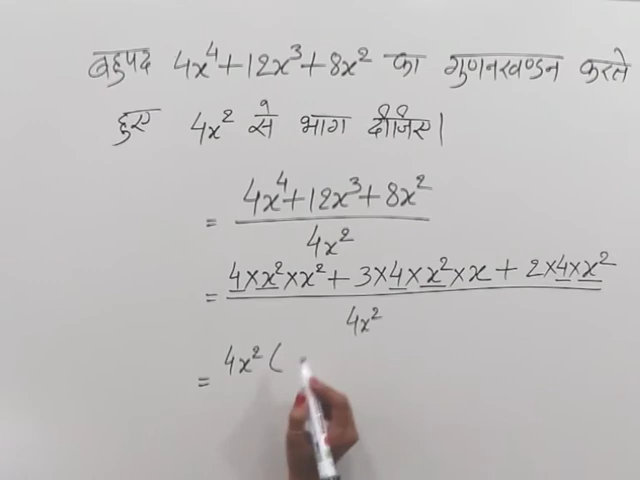 बहुपद 4x⁴+12x³+8x² का गुणनखण्डन करते
हुए 4x² से भाग दीजिए।
= 4x⁴+12x³+8x² / 4x²
= 4×x²×x² + 3×4×x²×x + 2×4×x² / 4x²
= 4x² (